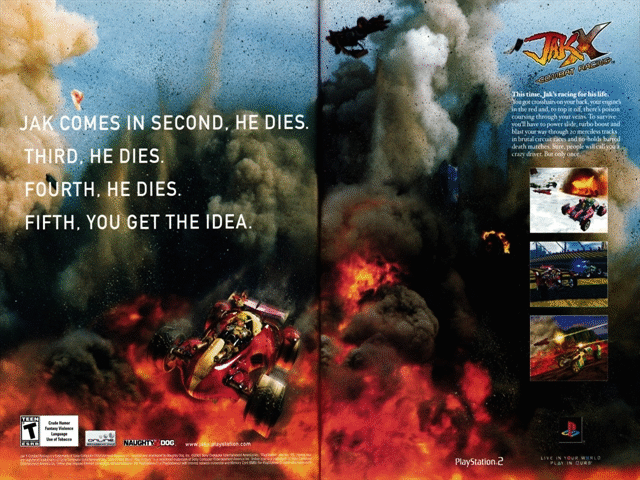 JAK COMES IN SECOND, HE DIES.
THIRD, HE DIES.
FOURTH, HE DIES.
FIFTH, YOU GET THE IDEA.
JAK X
COMBAT RACING
This time, Jak's racing for his life.
You got crosshairs on your back, your engine's
in the red and, to top it off, there's poison
coursing through your veins. To survive
you'll have to power slide, turbo boost and
blast your way through 20 merciless tracks
in brutal circuit races and no-holds barred
death matches. Sure, people will call you a
crazy driver. But only once.
TEEN
T
ESRB
Crude Humor
Fantasy Violence
Language
Use of Tobacco
ONLINE
NAUGHTY DOG
www.us.playstation.com
PlayStation.2
LIVE IN YOUR WORLD
PLAY IN OURS